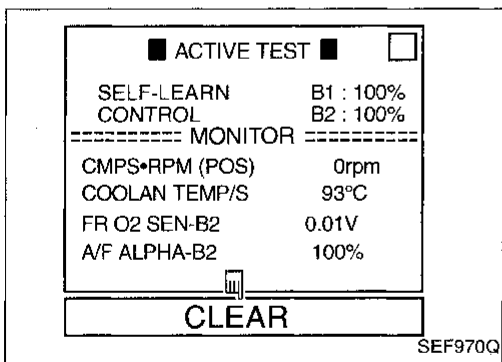 ■ ACTIVE TEST ■
SELF-LEARN B1 : 100%
CONTROL B2 : 100%
========= MONITOR =========
CMPS•RPM (POS) 0rpm
COOLAN TEMP/S 93°C
FR O2 SEN-B2 0.01V
A/F ALPHA-B2 100%
CLEAR
SEF970Q